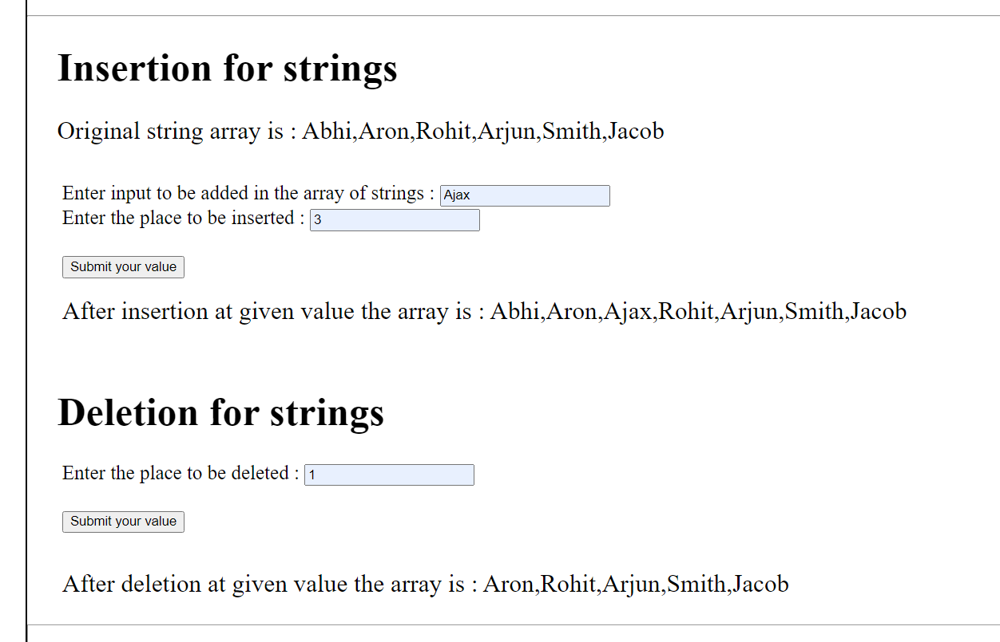 Insertion for strings
Original string array is : Abhi,Aron,Rohit,Arjun,Smith,Jacob
Enter input to be added in the array of strings : Ajax
Enter the place to be inserted : 3
Submit your value
After insertion at given value the array is : Abhi,Aron,Ajax,Rohit,Arjun,Smith,Jacob
Deletion for strings
Enter the place to be deleted : 1
Submit your value
After deletion at given value the array is : Aron,Rohit,Arjun,Smith,Jacob